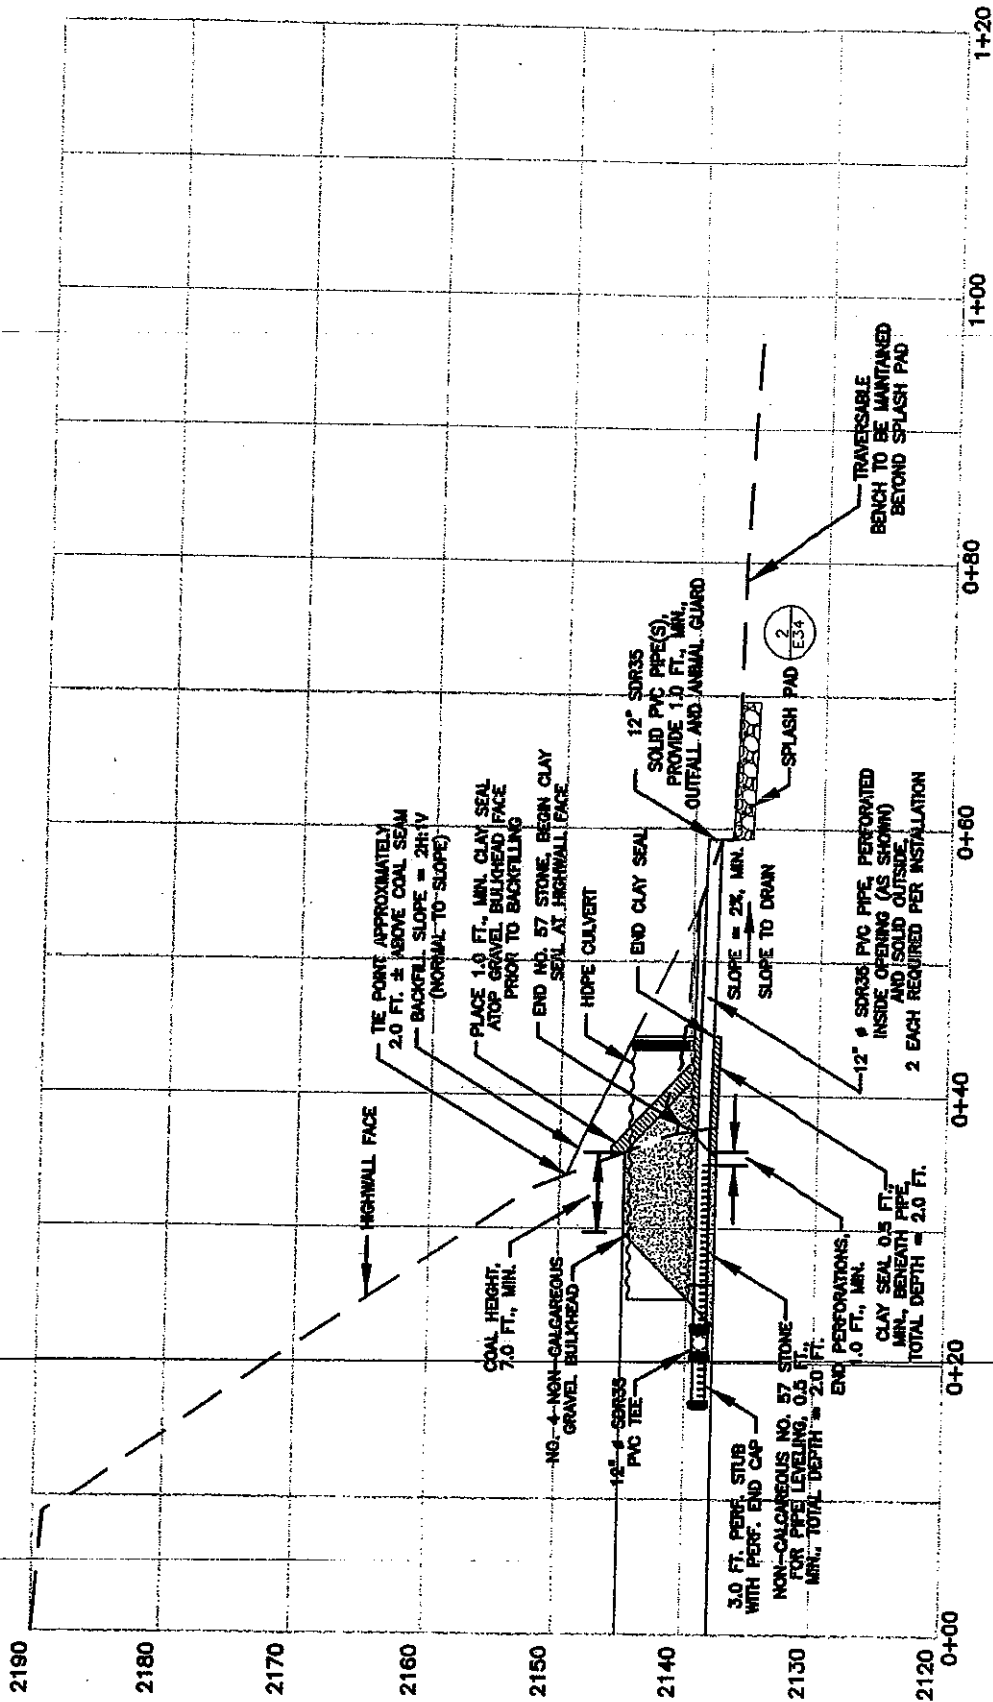 2190
2180
2170
2160
2150
2140
2130
2120
0+00
0+20
0+40
0+60
0+80
1+00
1+20
HIGHWALL FACE
TIE POINT APPROXIMATELY
2.0 FT. ± ABOVE COAL SEAM
BACKFILL SLOPE = 2H:1V
(NORMAL TO SLOPE)
PLACE 1.0 FT., MIN. CLAY SEAL
ATOP GRAVEL BULKHEAD FACE
PRIOR TO BACKFILLING
END NO. 57 STONE, BEGIN CLAY
SEAL AT HIGHWALL FACE
HDPE CULVERT
END CLAY SEAL
12" SDR35
SOLID PVC PIPE(S),
PROVIDE 1.0 FT., MIN.,
OUTFALL AND ANIMAL GUARD
COAL HEIGHT,
7.0 FT., MIN.
NO. 4 NON-CALCAREOUS
GRAVEL BULKHEAD
12" ø SDR35
PVC TEE
3.0 FT. PERF. STUB
WITH PERF. END CAP
NON-CALCAREOUS NO. 57 STONE
FOR PIPE LEVELING, 0.5 FT.,
MIN., TOTAL DEPTH = 2.0 FT.
END PERFORATIONS,
1.0 FT., MIN.
CLAY SEAL 0.5 FT.,
MIN., BENEATH PIPE,
TOTAL DEPTH = 2.0 FT.
12" ø SDR35 PVC PIPE, PERFORATED
INSIDE OPENING (AS SHOWN)
AND SOLID OUTSIDE,
2 EACH REQUIRED PER INSTALLATION
SLOPE = 2%, MIN.
SLOPE TO DRAIN
SPLASH PAD
2
E34
TRAVERSABLE
BENCH TO BE MAINTAINED
BEYOND SPLASH PAD